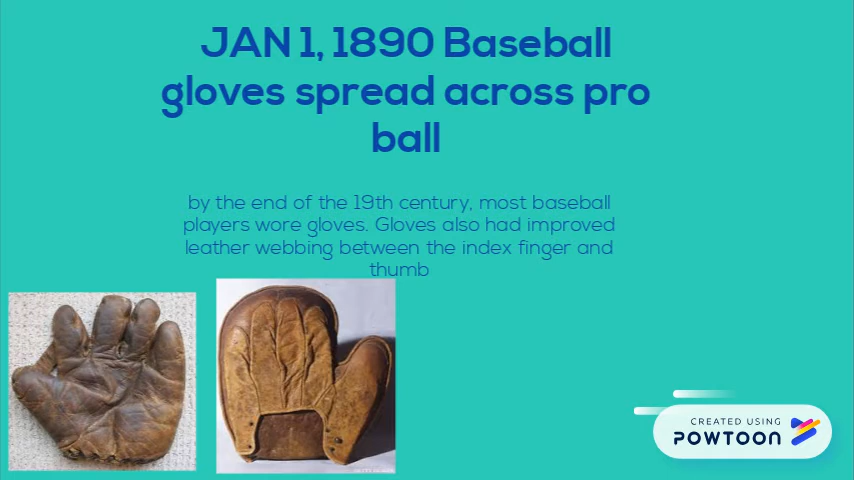 JAN 1, 1890 Baseball
gloves spread across pro
ball
by the end of the 19th century, most baseball
players wore gloves. Gloves also had improved
leather webbing between the index finger and
thumb
CREATED USING
POWTOON